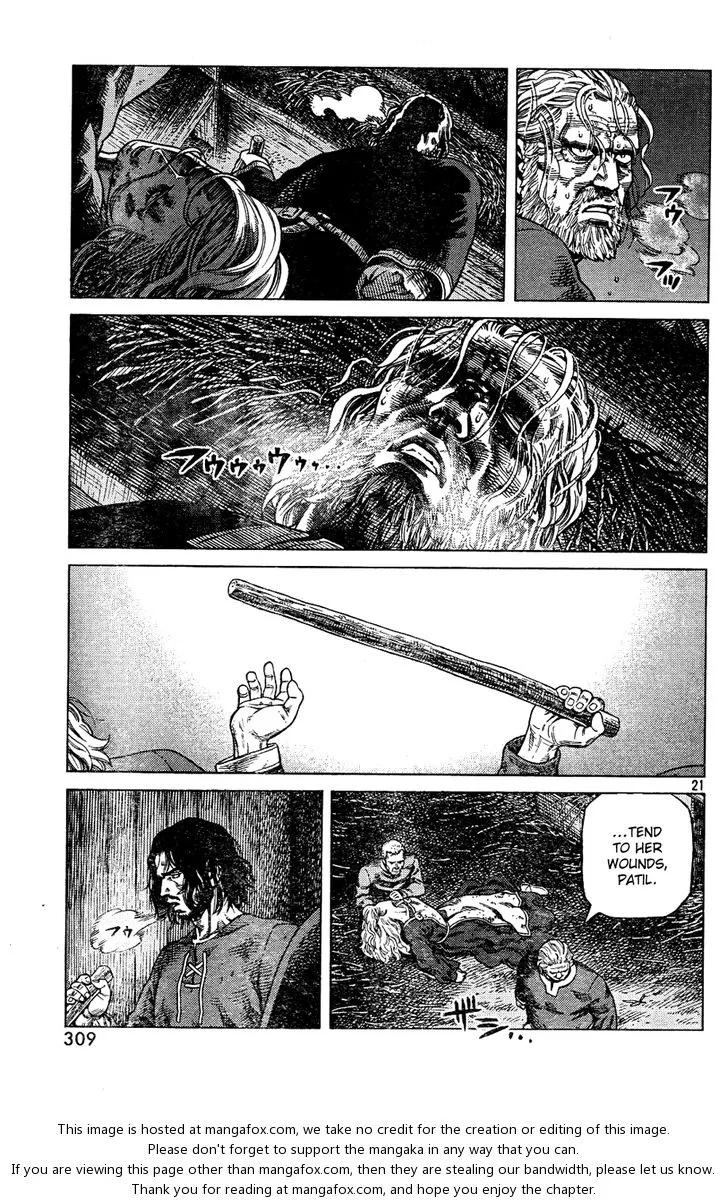 フゥ
フッ
フゥゥゥウゥゥ...
21
フゥ
...TEND
TO HER
WOUNDS,
PATIL.
ザ
309
This image is hosted at mangafox.com, we take no credit for the creation or editing of this image.
Please don't forget to support the mangaka in any way that you can.
If you are viewing this page other than mangafox.com, then they are stealing our bandwidth, please let us know.
Thank you for reading at mangafox.com, and hope you enjoy the chapter.